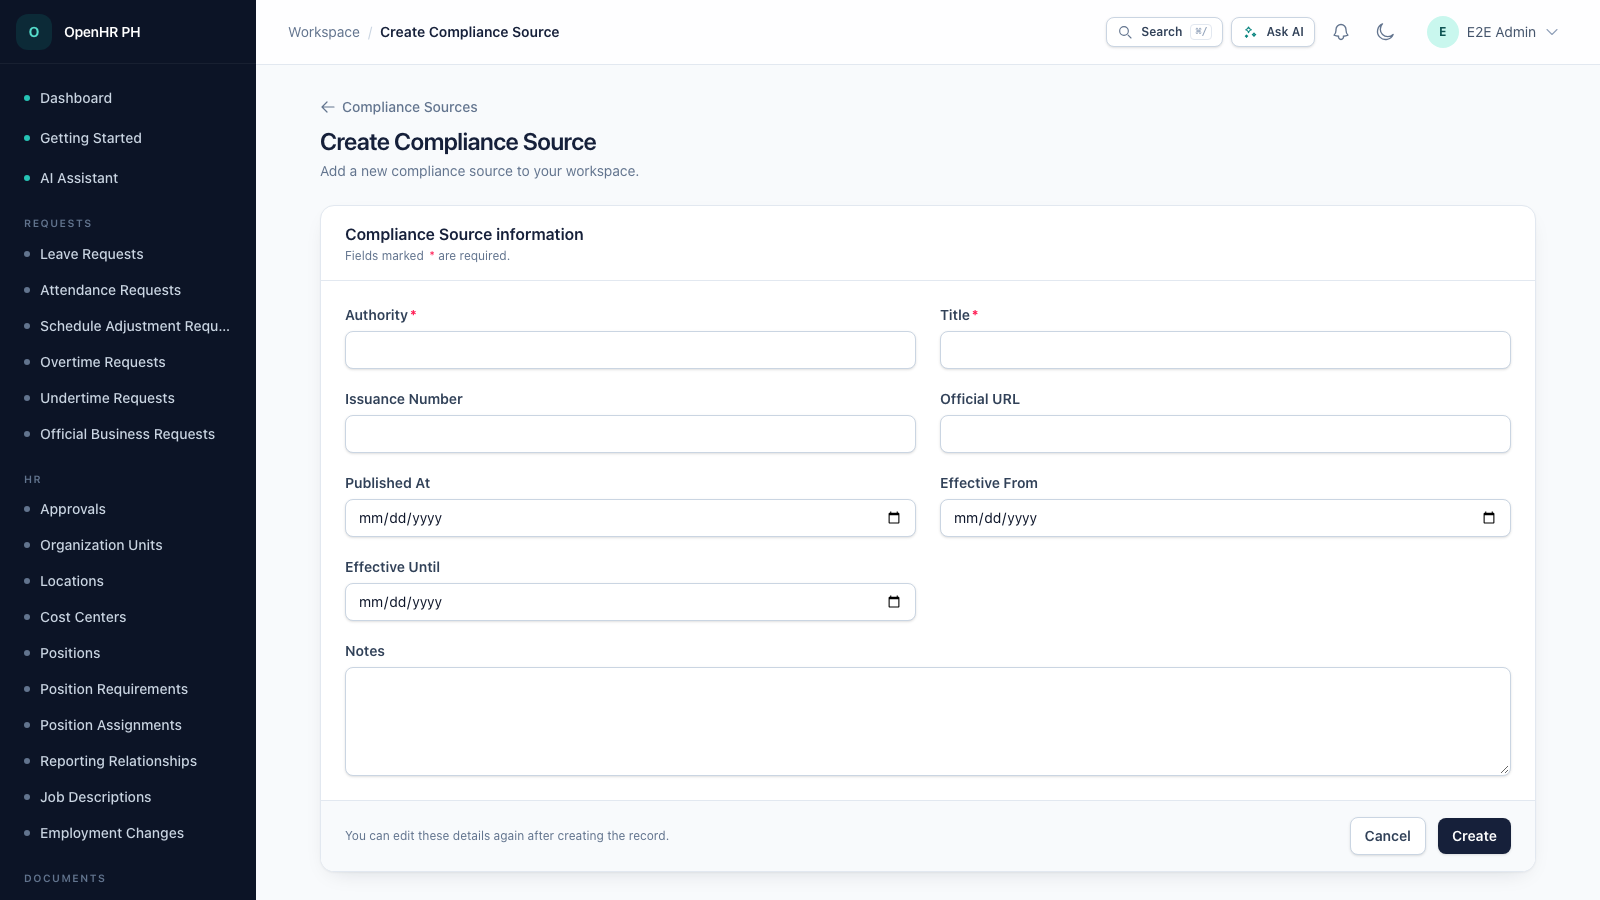 O
OpenHR PH
Dashboard
Getting Started
AI Assistant
REQUESTS
Leave Requests
Attendance Requests
Schedule Adjustment Requ...
Overtime Requests
Undertime Requests
Official Business Requests
HR
Approvals
Organization Units
Locations
Cost Centers
Positions
Position Requirements
Position Assignments
Reporting Relationships
Job Descriptions
Employment Changes
DOCUMENTS
Workspace / Create Compliance Source
Search ⌘/
Ask AI
E
E2E Admin
← Compliance Sources
Create Compliance Source
Add a new compliance source to your workspace.
Compliance Source information
Fields marked * are required.
Authority*
Title*
Issuance Number
Official URL
Published At
mm/dd/yyyy
Effective From
mm/dd/yyyy
Effective Until
mm/dd/yyyy
Notes
You can edit these details again after creating the record.
Cancel
Create